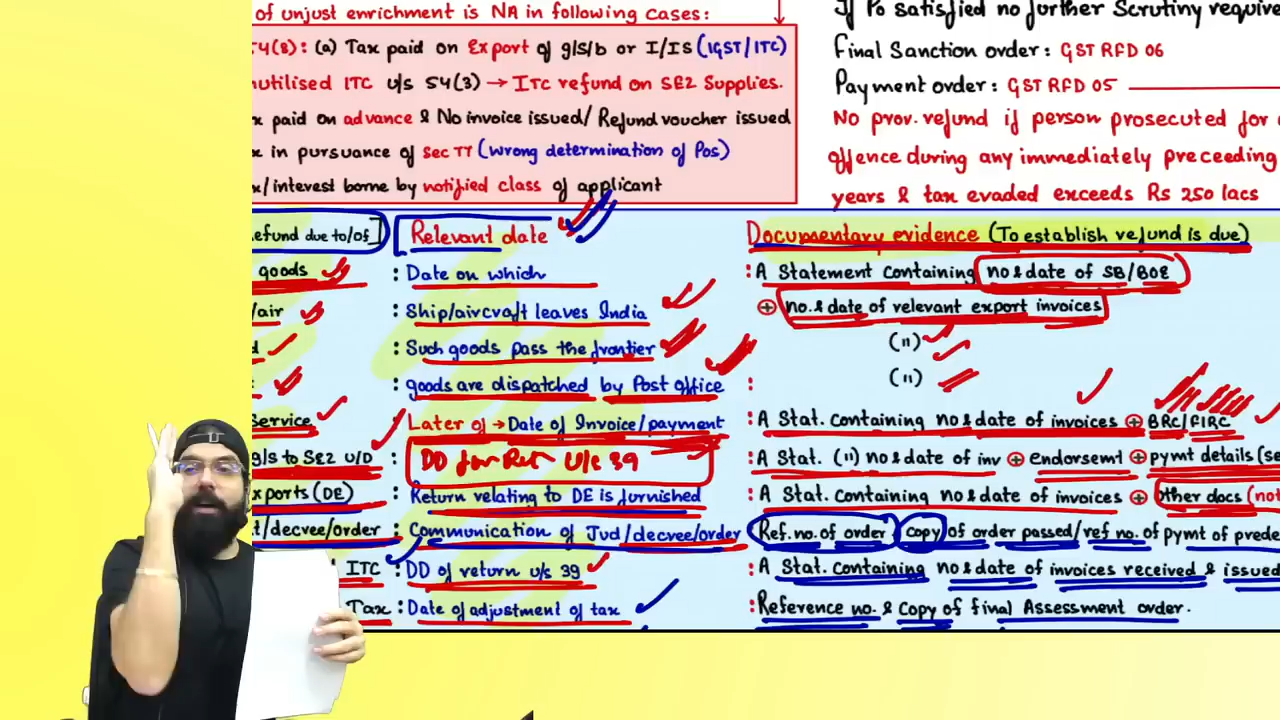 of unjust enrichment is NA in following cases:
54(8): (a) Tax paid on Export of g/s/b or I/IS (IGST/ITC)
nutilised ITC u/s 54(3) → ITC refund on SEZ Supplies.
x paid on advance & No invoice issued/ Refund voucher issued
x in pursuance of sec 77 (wrong determination of Pos)
x/interest borne by notified class of applicant
If Po satisfied no further Scrutiny require
Final Sanction order: GST RFD 06
Payment order: GST RFD 05
No prov. refund if person prosecuted for a
offence during any immediately preceeding
years & tax evaded exceeds Rs 250 lacs
efund due to/of] Relevant date Documentary evidence (To establish refund is due)
goods : Date on which : A Statement containing no & date of SB/BOE
/air Ship/aircraft leaves India + no. & date of relevant export invoices
d : Such goods pass the frontier (11)
: : goods are dispatched by Post office : (11)
Service Later of → Date of Invoice/payment : A Stat. containing no & date of invoices + BRC/FIRC
g/s to SEZ U/D : DD for Ret U/s 39 : A Stat. (11) no & date of inv + endorsemt + pymt details (se
xports (DE) : Return relating to DE is furnished : A Stat. Containing no & date of invoices + other docs (not
t/decree/order : Communication of Jud/decree/order Ref. no. of order / copy of order passed/ref no. of pymt of prede
ITC : DD of return u/s 39 : A Stat. containing no & date of invoices received & issued
Tax : Date of adjustment of tax : Reference no. & copy of final Assessment order.